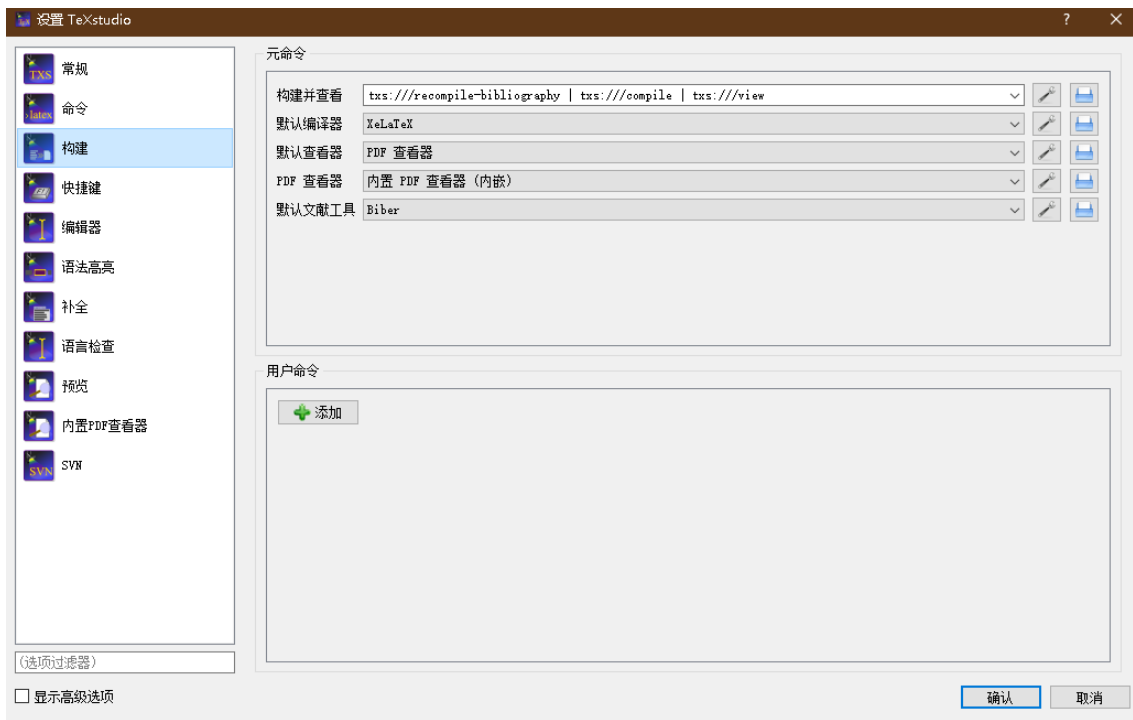 设置 TeXstudio
常规
命令
构建
快捷键
编辑器
语法高亮
补全
语言检查
预览
内置PDF查看器
SVN
(选项过滤器)
显示高级选项
元命令
构建并查看 txs:///recompile-bibliography | txs:///compile | txs:///view
默认编译器 XeLaTeX
默认查看器 PDF 查看器
PDF 查看器 内置 PDF 查看器 (内嵌)
默认文献工具 Biber
用户命令
添加
确认 取消